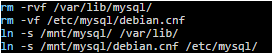 rm -rvf /var/lib/mysql/
rm -vf /etc/mysql/debian.cnf
ln -s /mnt/mysql/ /var/lib/
ln -s /mnt/mysql/debian.cnf /etc/mysql/